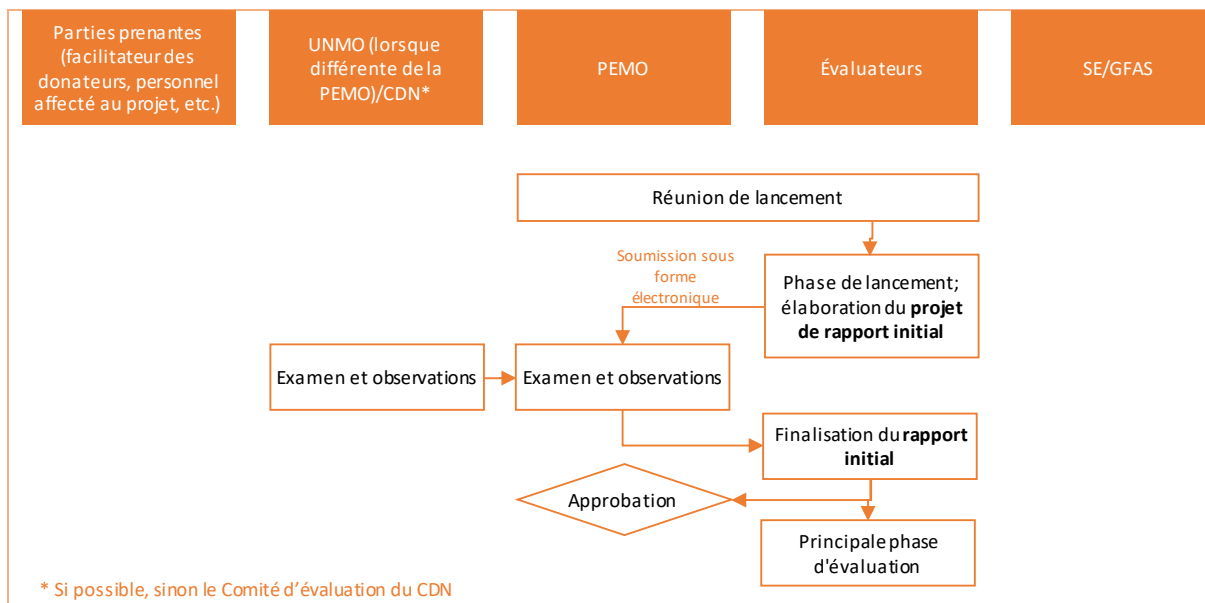 Parties prenantes
(facilitateur des
donateurs, personnel
affecté au projet, etc.)
UNMO (lorsque
différente de la
PEMO)/CDN*
PEMO
Évaluateurs
SE/GFAS
Réunion de lancement
Soumission sous
forme
électronique
Phase de lancement;
élaboration du projet
de rapport initial
Examen et observations
Examen et observations
Finalisation du rapport
initial
Approbation
Principale phase
d'évaluation
* Si possible, sinon le Comité d’évaluation du CDN